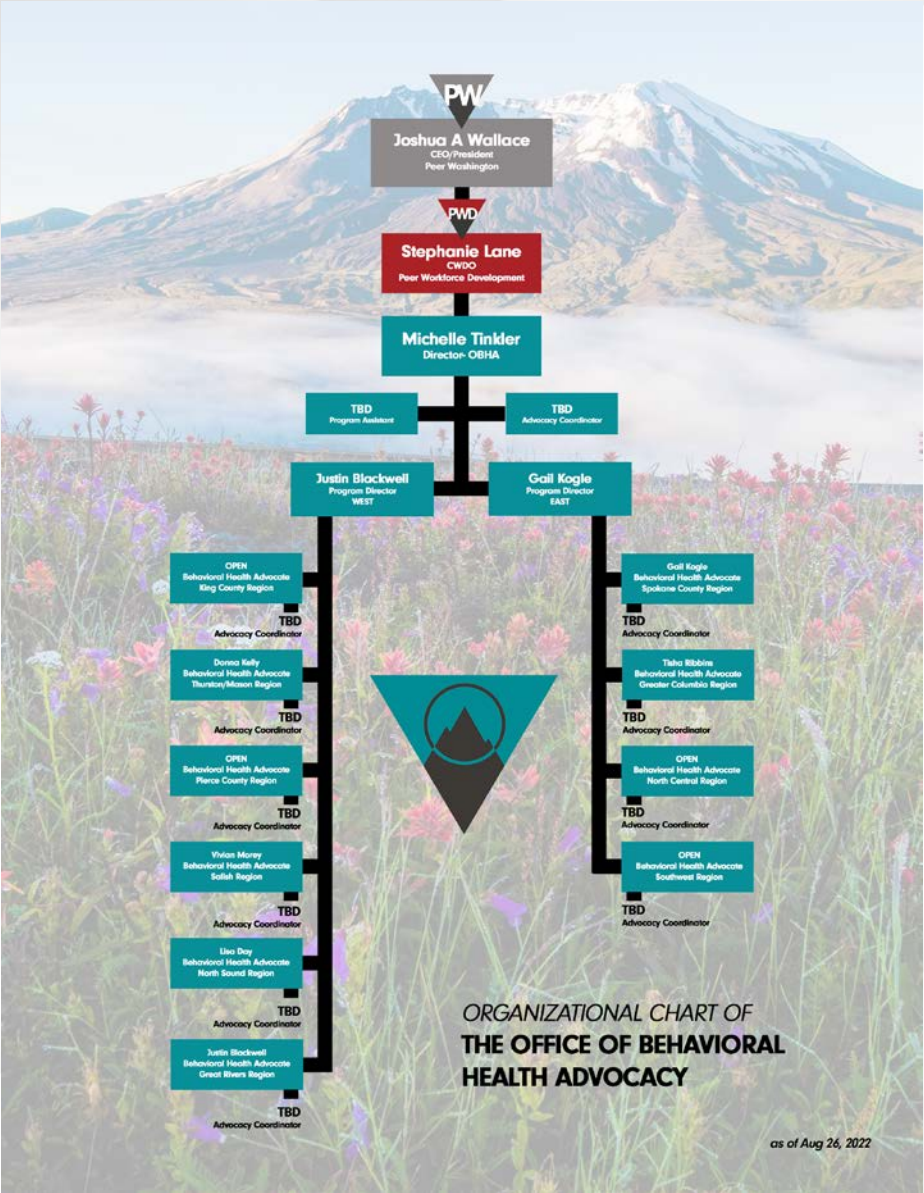 PW
Joshua A Wallace
CEO/President
Peer Washington
PWD
Stephanie Lane
CWDO
Peer Workforce Development
Michelle Tinkler
Director- OBHA
TBD
Program Assistant
TBD
Advocacy Coordinator
Justin Blackwell
Program Director
WEST
Gail Kogle
Program Director
EAST
OPEN
Behavioral Health Advocate
King County Region
TBD
Advocacy Coordinator
Donna Kelly
Behavioral Health Advocate
Thurston/Mason Region
TBD
Advocacy Coordinator
OPEN
Behavioral Health Advocate
Pierce County Region
TBD
Advocacy Coordinator
Vivian Morey
Behavioral Health Advocate
Salish Region
TBD
Advocacy Coordinator
Lisa Day
Behavioral Health Advocate
North Sound Region
TBD
Advocacy Coordinator
Justin Blackwell
Behavioral Health Advocate
Great Rivers Region
TBD
Advocacy Coordinator
Gail Kogle
Behavioral Health Advocate
Spokane County Region
TBD
Advocacy Coordinator
Tisha Ribbins
Behavioral Health Advocate
Greater Columbia Region
TBD
Advocacy Coordinator
OPEN
Behavioral Health Advocate
North Central Region
TBD
Advocacy Coordinator
OPEN
Behavioral Health Advocate
Southwest Region
TBD
Advocacy Coordinator
ORGANIZATIONAL CHART OF
THE OFFICE OF BEHAVIORAL
HEALTH ADVOCACY
as of Aug 26, 2022